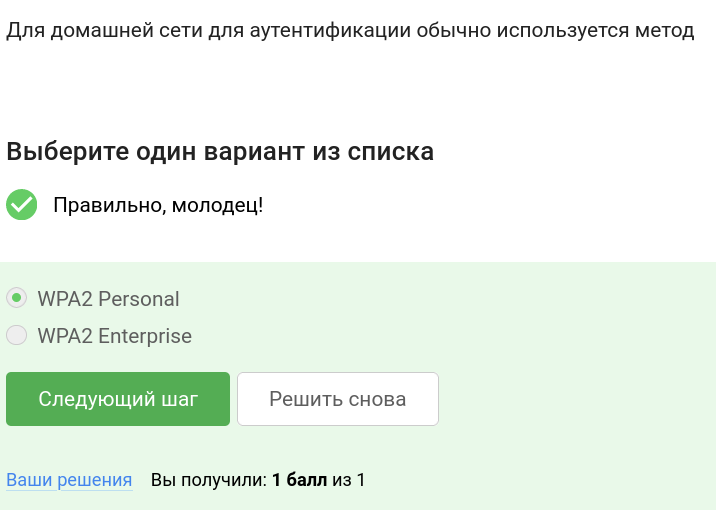 Для домашней сети для аутентификации обычно используется метод
Выберите один вариант из списка
Правильно, молодец!
WPA2 Personal
WPA2 Enterprise
Следующий шаг
Решить снова
Ваши решения
Вы получили: 1 балл из 1